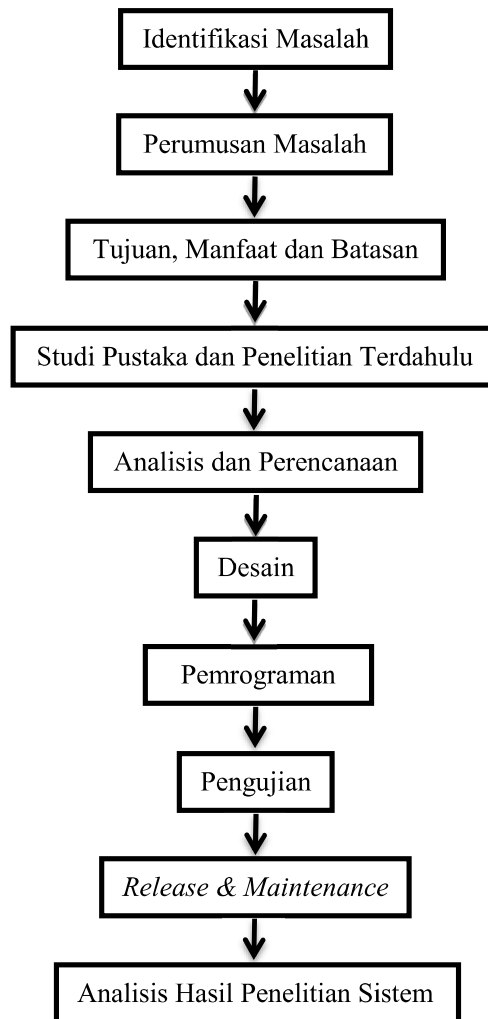 Identifikasi Masalah
Perumusan Masalah
Tujuan, Manfaat dan Batasan
Studi Pustaka dan Penelitian Terdahulu
Analisis dan Perencanaan
Desain
Pemrograman
Pengujian
Release & Maintenance
Analisis Hasil Penelitian Sistem